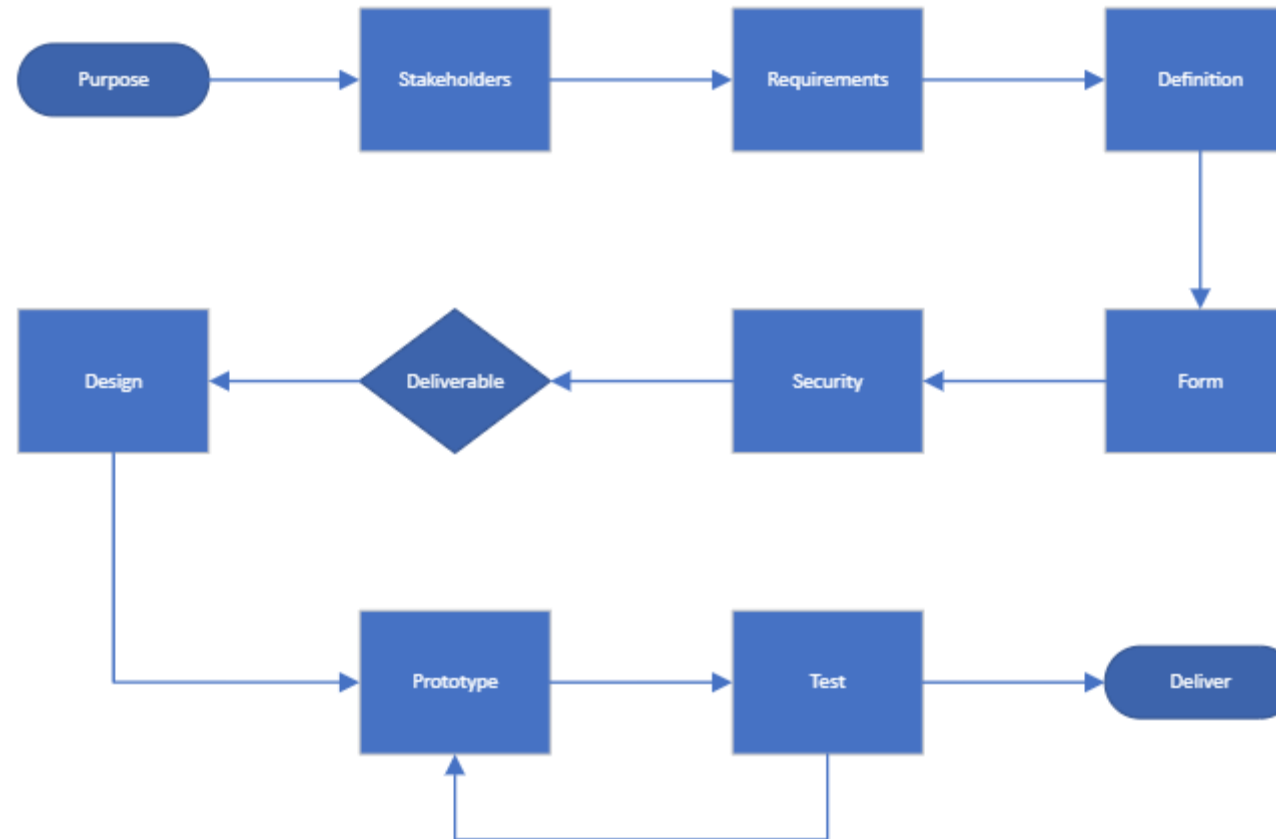 Purpose
Stakeholders
Requirements
Definition
Design
Deliverable
Security
Form
Prototype
Test
Deliver